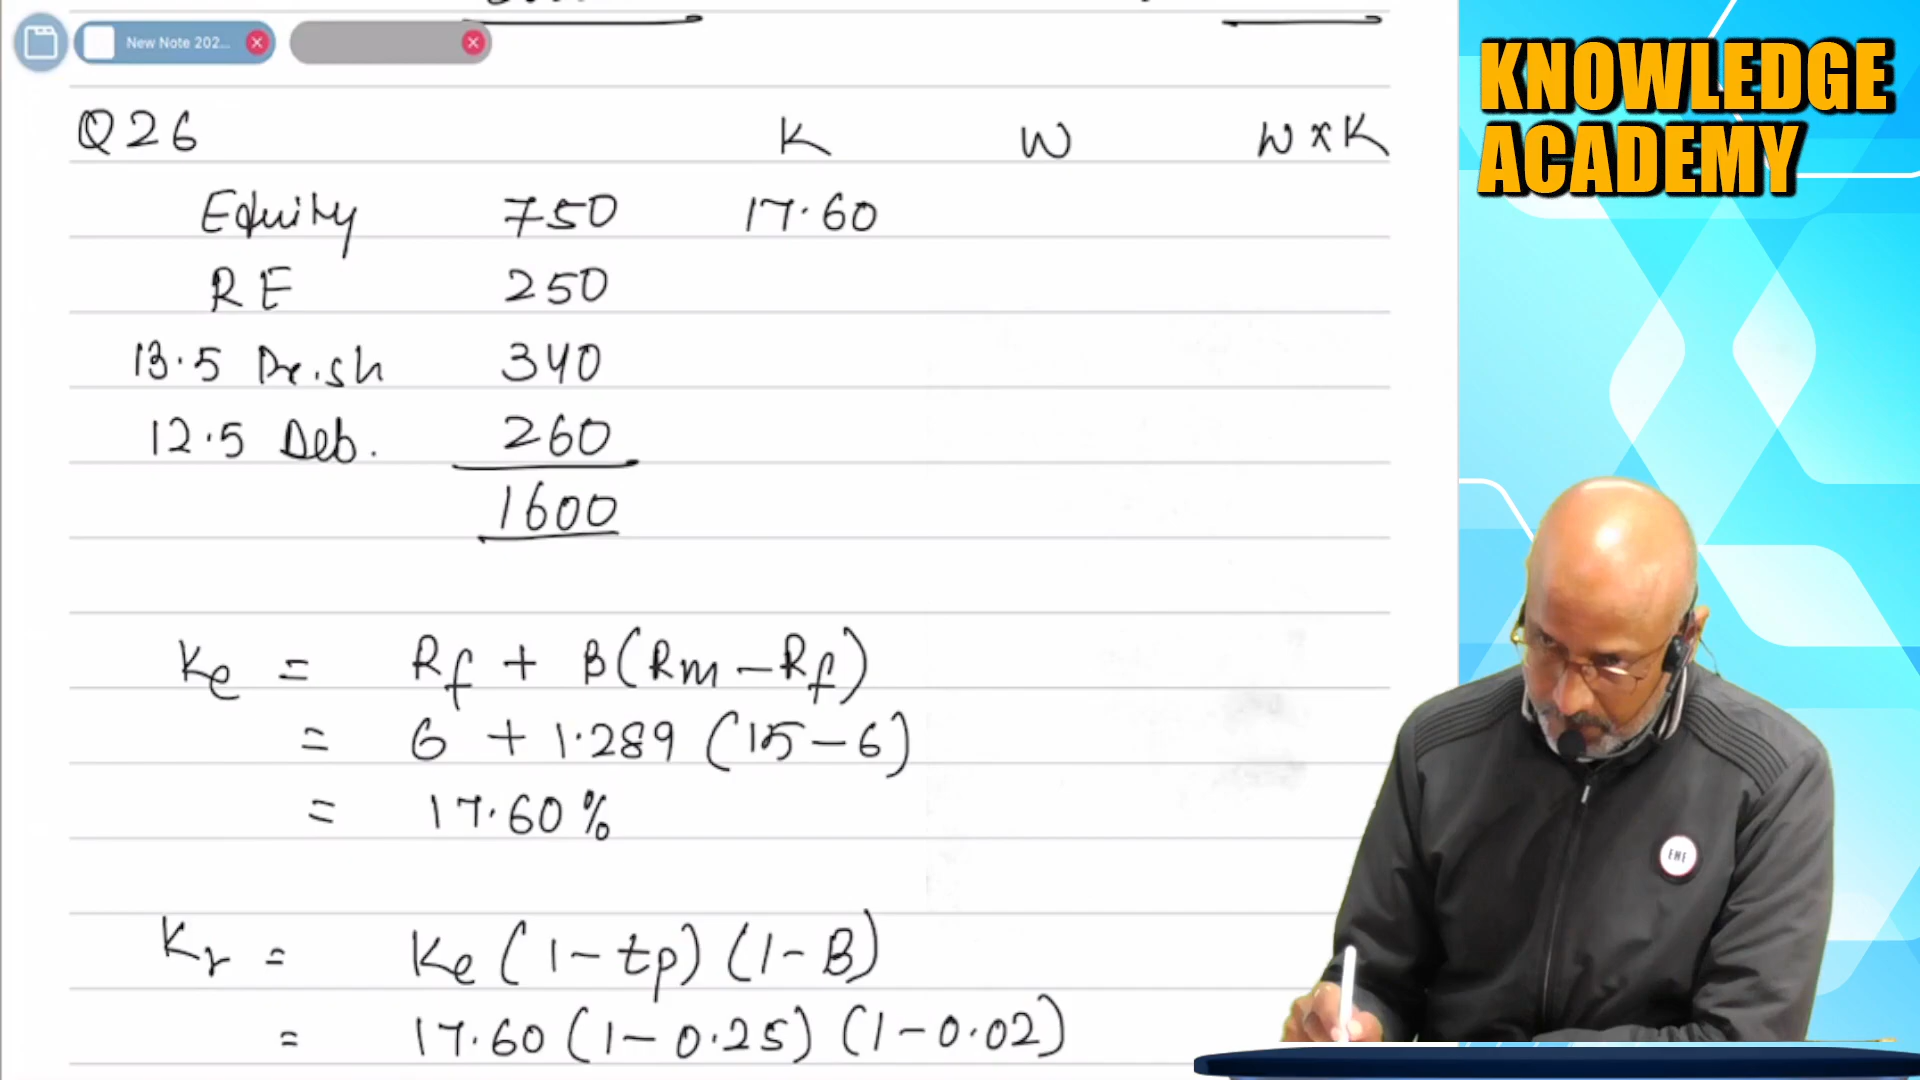 New Note 202...
KNOWLEDGE
ACADEMY
Q26 K W W×K
Equity 750 17.60
RE 250
13.5 Pr.sh 340
12.5 Deb. 260
1600
Ke = Rf + B(Rm-Rf)
= 6 + 1.289 (15-6)
= 17.60%
Kr = Ke(1-tp)(1-B)
= 17.60(1-0.25)(1-0.02)